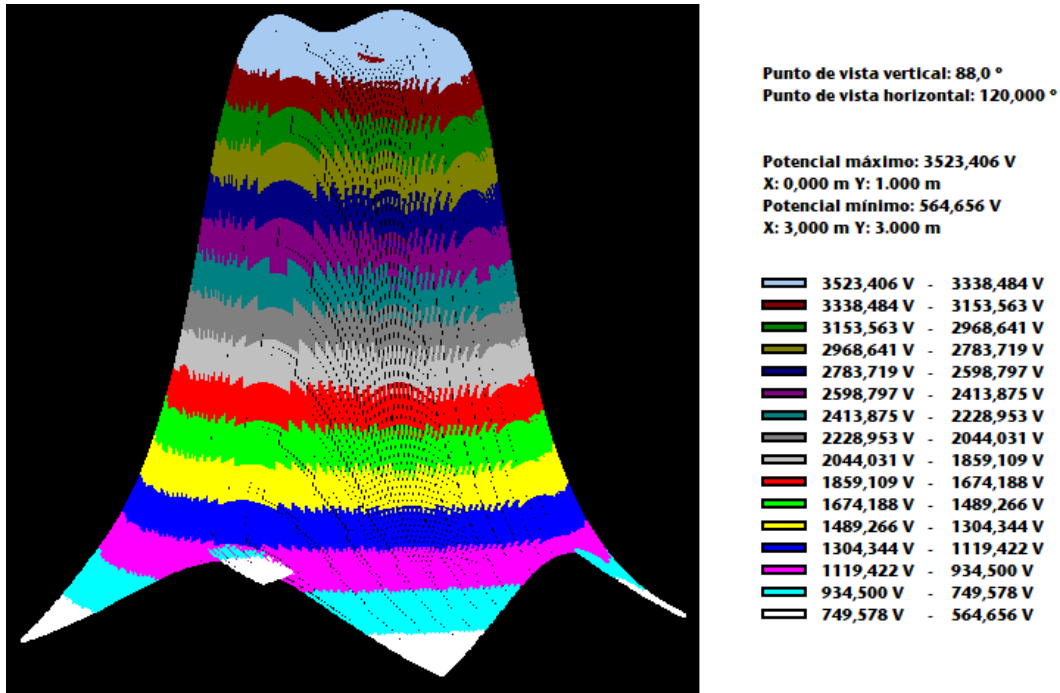 Punto de vista vertical: 88,0 °
Punto de vista horizontal: 120,000 °
Potencial máximo: 3523,406 V
X: 0,000 m Y: 1.000 m
Potencial mínimo: 564,656 V
X: 3,000 m Y: 3.000 m
3523,406 V - 3338,484 V
3338,484 V - 3153,563 V
3153,563 V - 2968,641 V
2968,641 V - 2783,719 V
2783,719 V - 2598,797 V
2598,797 V - 2413,875 V
2413,875 V - 2228,953 V
2228,953 V - 2044,031 V
2044,031 V - 1859,109 V
1859,109 V - 1674,188 V
1674,188 V - 1489,266 V
1489,266 V - 1304,344 V
1304,344 V - 1119,422 V
1119,422 V - 934,500 V
934,500 V - 749,578 V
749,578 V - 564,656 V